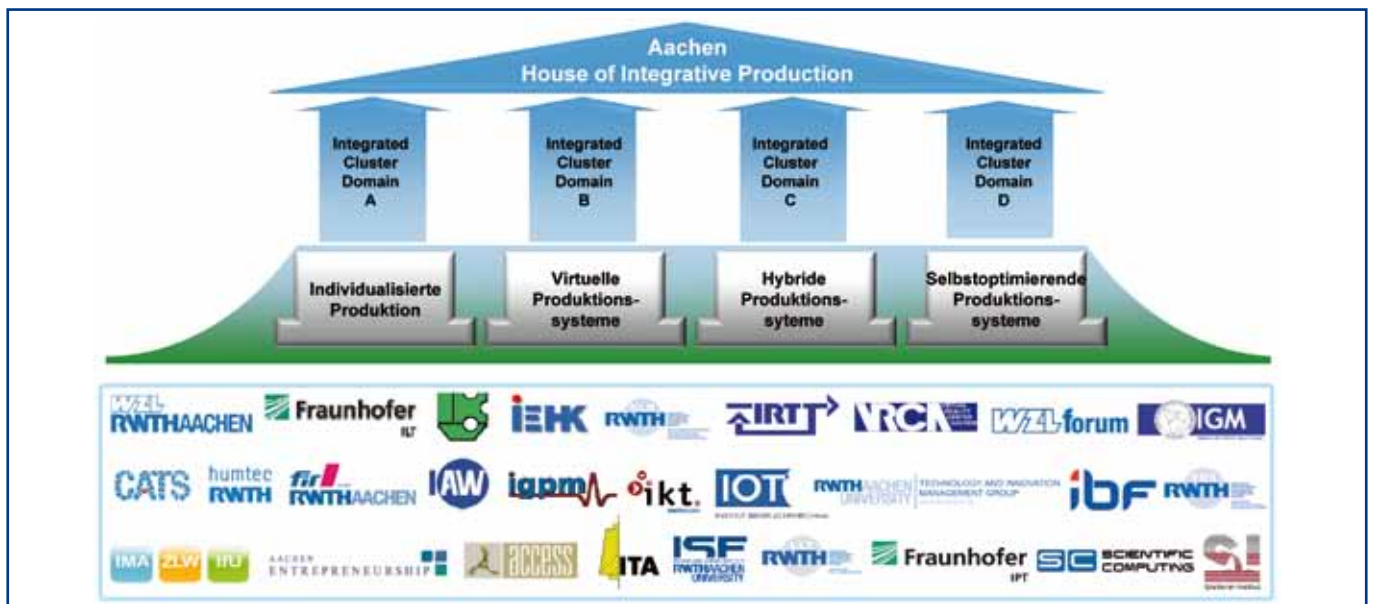 Aachen
House of Integrative Production
Integrated
Cluster
Domain
A
Integrated
Cluster
Domain
B
Integrated
Cluster
Domain
C
Integrated
Cluster
Domain
D
Individualisierte
Produktion
Virtuelle
Produktions-
systeme
Hybride
Produktions-
syteme
Selbstoptimierende
Produktions-
systeme
WZL
RWTHAACHEN
Fraunhofer
ILT
iEHK
RWTH
IRT
VRCA
WZLforum
IGM
CATS
humtec
RWTH
fir
RWTHAACHEN
IAW
igpm
ikt.
IOT
RWTHAACHEN
UNIVERSITY
TECHNOLOGY AND INNOVATION
MANAGEMENT GROUP
ibf
RWTH
IMA
ZLW
IfU
AACHEN
ENTREPRENEURSHIP
access
ITA
ISF
RWTHAACHEN
UNIVERSITY
RWTH
Fraunhofer
IPT
SC SCIENTIFIC
COMPUTING
SI